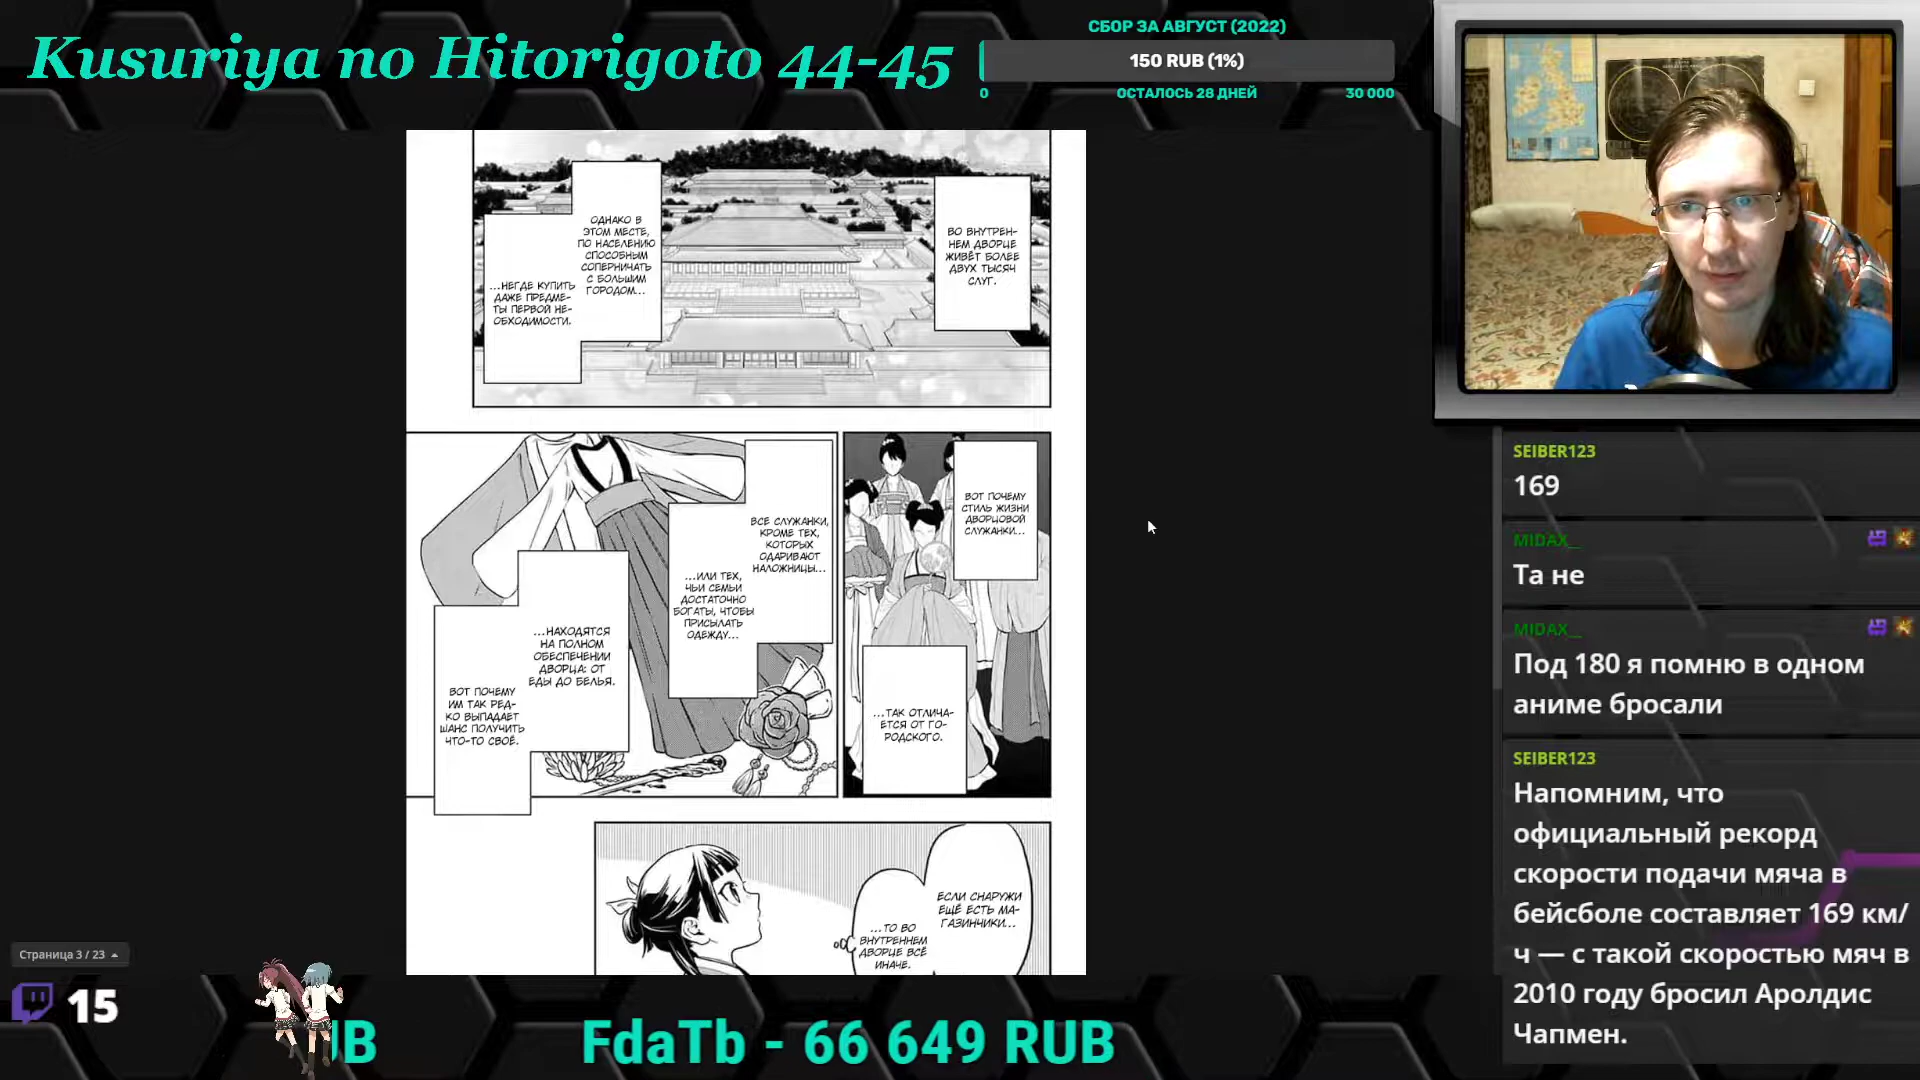 Kusuriya no Hitorigoto 44-45
СБОР ЗА АВГУСТ (2022)
150 RUB (1%)
0
ОСТАЛОСЬ 28 ДНЕЙ
30 000
ВО ВНУТРЕН-
НЕМ ДВОРЦЕ
ЖИВЁТ БОЛЕЕ
ДВУХ ТЫСЯЧ
СЛУГ.
ОДНАКО В
ЭТОМ МЕСТЕ,
ПО НАСЕЛЕНИЮ
СПОСОБНЫМ
СОПЕРНИЧАТЬ
С БОЛЬШИМ
ГОРОДОМ...
...НЕГДЕ КУПИТЬ
ДАЖЕ ПРЕДМЕ-
ТЫ ПЕРВОЙ НЕ-
ОБХОДИМОСТИ.
ВОТ ПОЧЕМУ
СТИЛЬ ЖИЗНИ
ДВОРЦОВОЙ
СЛУЖАНКИ...
...ТАК ОТЛИЧА-
ЕТСЯ ОТ ГО-
РОДСКОГО.
ВСЕ СЛУЖАНКИ,
КРОМЕ ТЕХ,
КОТОРЫХ
ОДАРИВАЮТ
НАЛОЖНИЦЫ...
...ИЛИ ТЕХ,
ЧЬИ СЕМЬИ
ДОСТАТОЧНО
БОГАТЫ, ЧТОБЫ
ПРИСЫЛАТЬ
ОДЕЖДУ...
...НАХОДЯТСЯ
НА ПОЛНОМ
ОБЕСПЕЧЕНИИ
ДВОРЦА: ОТ
ЕДЫ ДО БЕЛЬЯ.
ВОТ ПОЧЕМУ
ИМ ТАК РЕД-
КО ВЫПАДАЕТ
ШАНС ПОЛУЧИТЬ
ЧТО-ТО СВОЁ.
ЕСЛИ СНАРУЖИ
ЕЩЁ ЕСТЬ МА-
ГАЗИНЧИКИ...
...ТО ВО
ВНУТРЕННЕМ
ДВОРЦЕ ВСЁ
ИНАЧЕ.
SEIBER123
169
MIDAX__
Та не
MIDAX__
Под 180 я помню в одном
аниме бросали
SEIBER123
Напомним, что
официальный рекорд
скорости подачи мяча в
бейсболе составляет 169 км/
ч — с такой скоростью мяч в
2010 году бросил Аролдис
Чапмен.
Страница 3 / 23
15
JB
FdaTb - 66 649 RUB